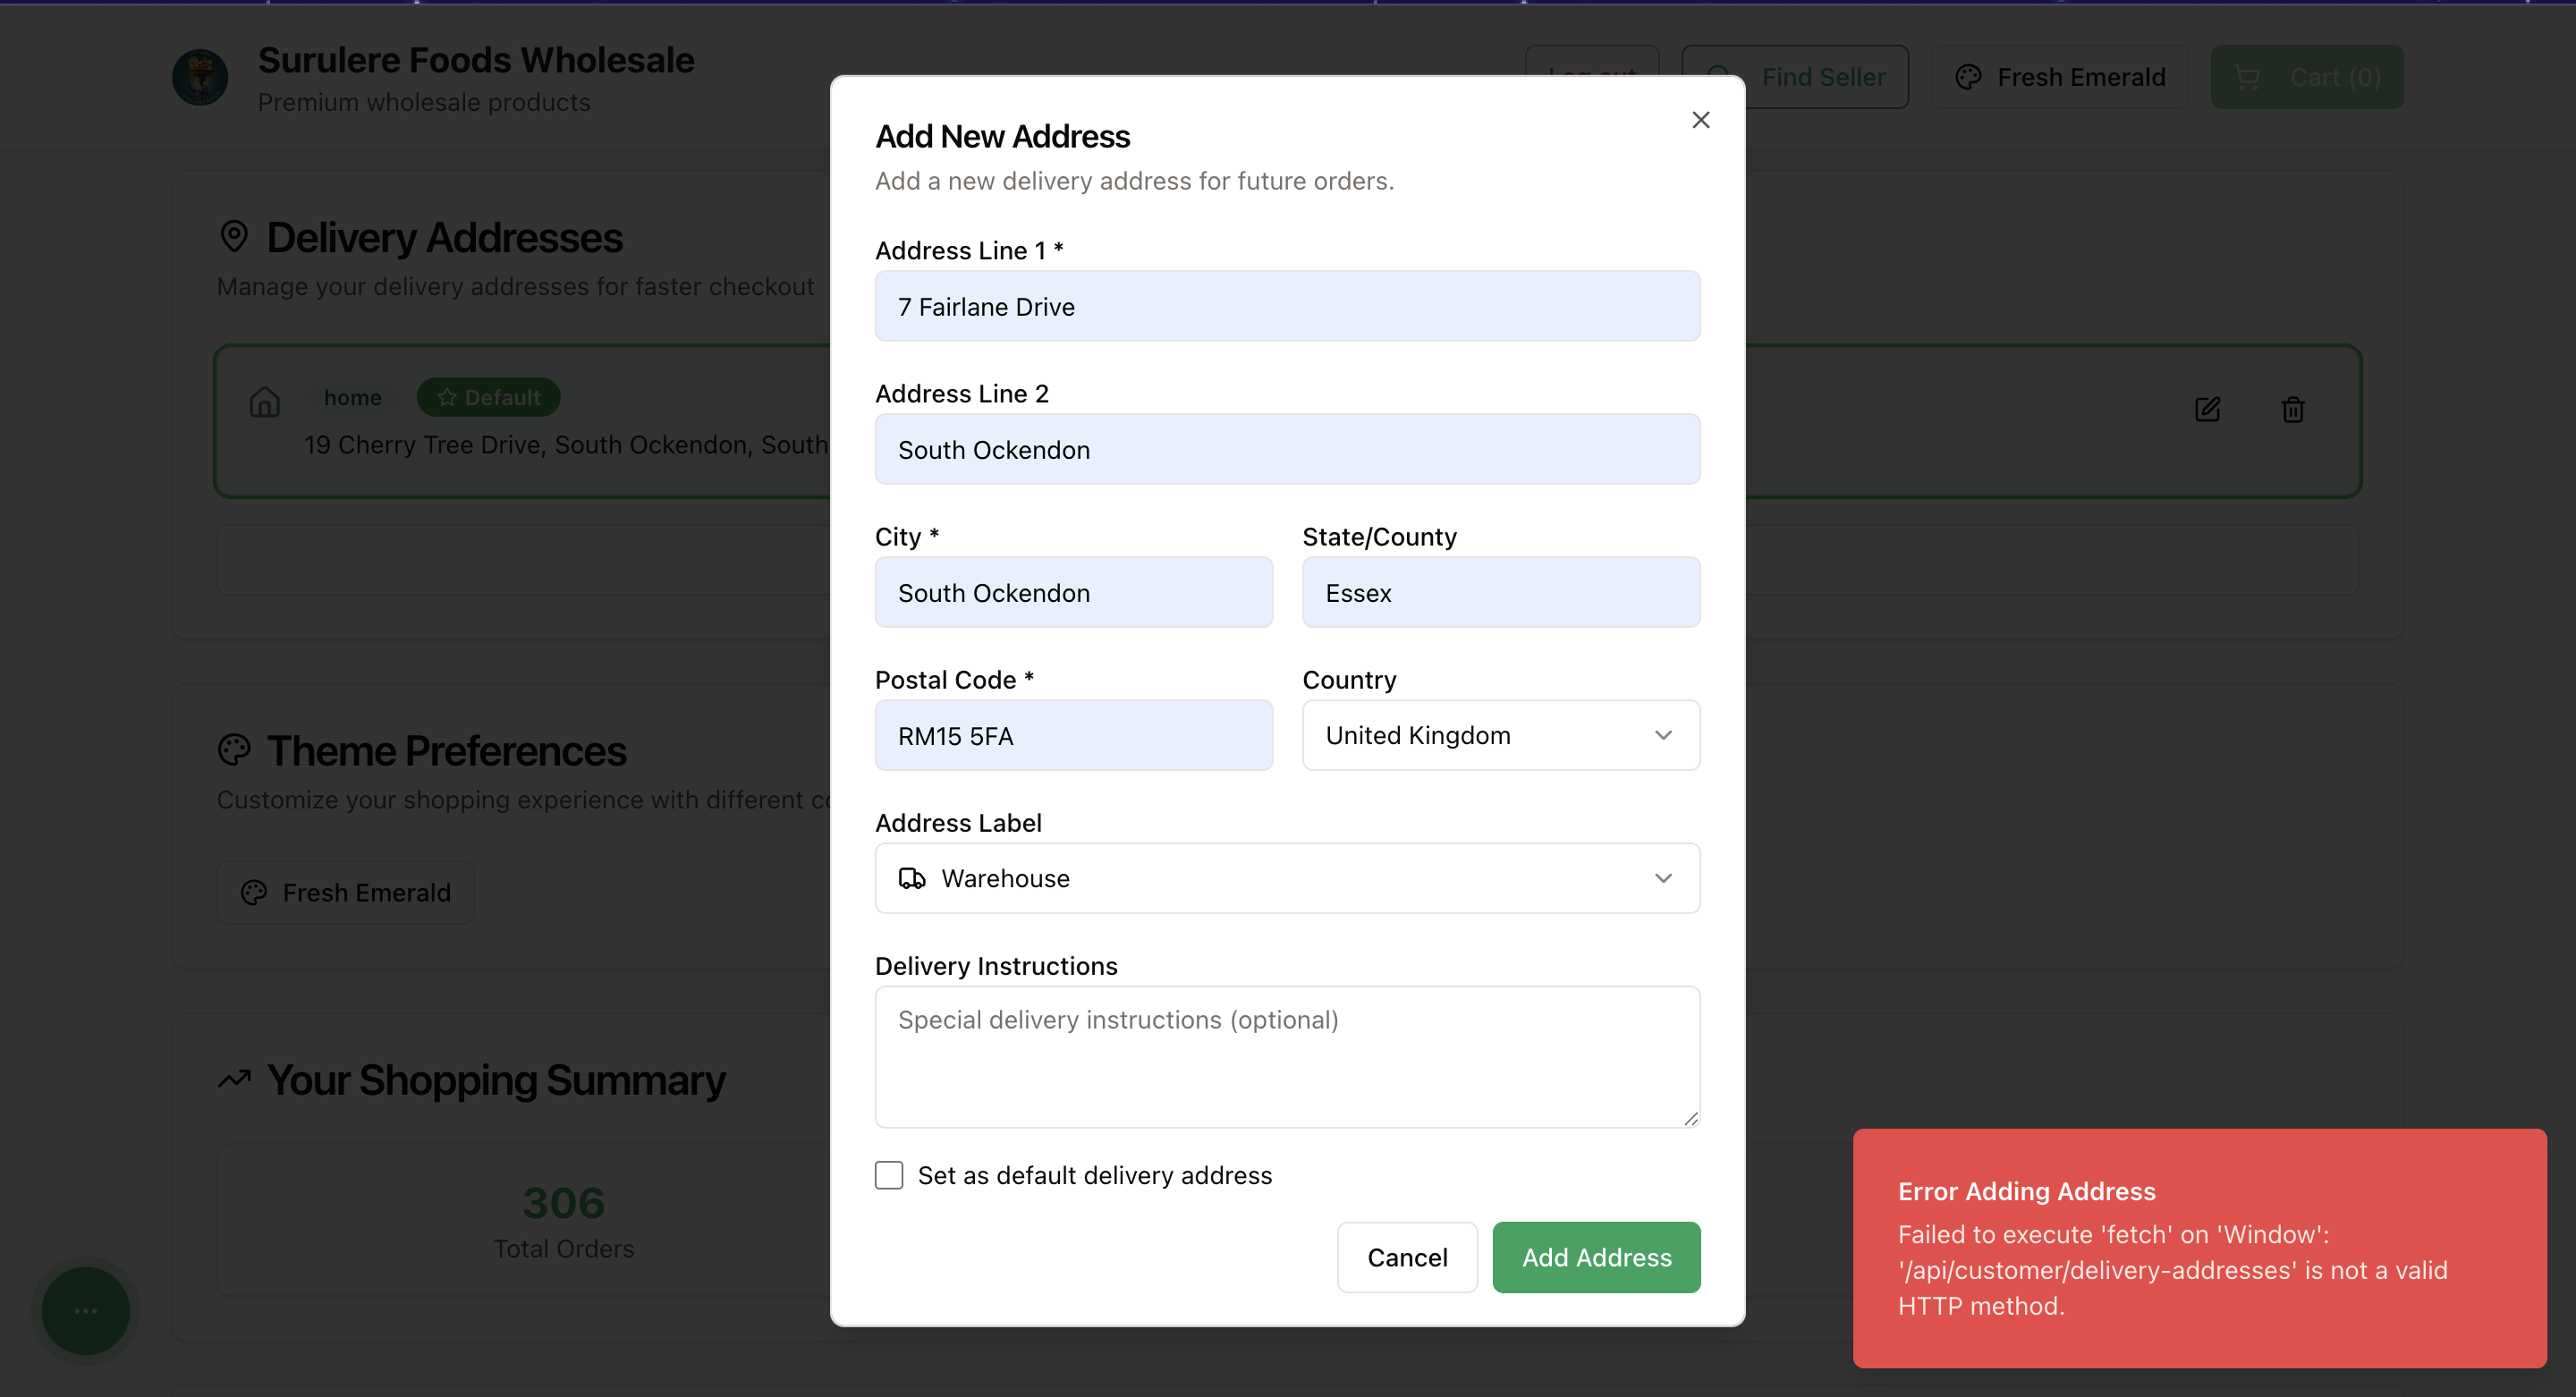 Surulere Foods Wholesale
Premium wholesale products
Log out
Find Seller
Fresh Emerald
Cart (0)
Delivery Addresses
Manage your delivery addresses for faster checkout
home
Default
19 Cherry Tree Drive, South Ockendon, South
Theme Preferences
Customize your shopping experience with different
Fresh Emerald
Your Shopping Summary
306
Total Orders
Add New Address
Add a new delivery address for future orders.
Address Line 1 *
7 Fairlane Drive
Address Line 2
South Ockendon
City *
State/County
South Ockendon
Essex
Postal Code *
Country
RM15 5FA
United Kingdom
Address Label
Warehouse
Delivery Instructions
Special delivery instructions (optional)
Set as default delivery address
Cancel
Add Address
Error Adding Address
Failed to execute 'fetch' on 'Window':
'/api/customer/delivery-addresses' is not a valid
HTTP method.